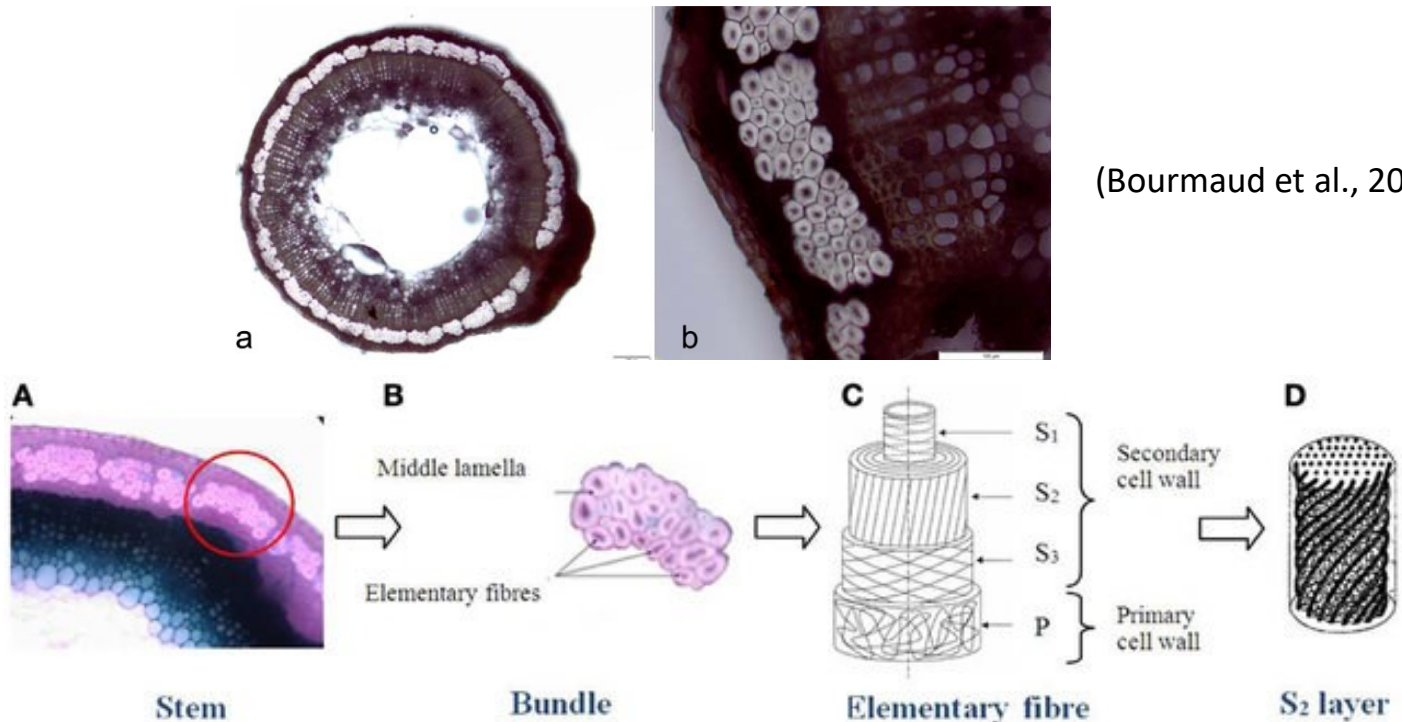 a
b
(Bourmaud et al., 20
A
B
C
D
Middle lamella
Elementary fibres
S1
S2
S3
P
Secondary
cell wall
Primary
cell wall
Stem
Bundle
Elementary fibre
S2 layer